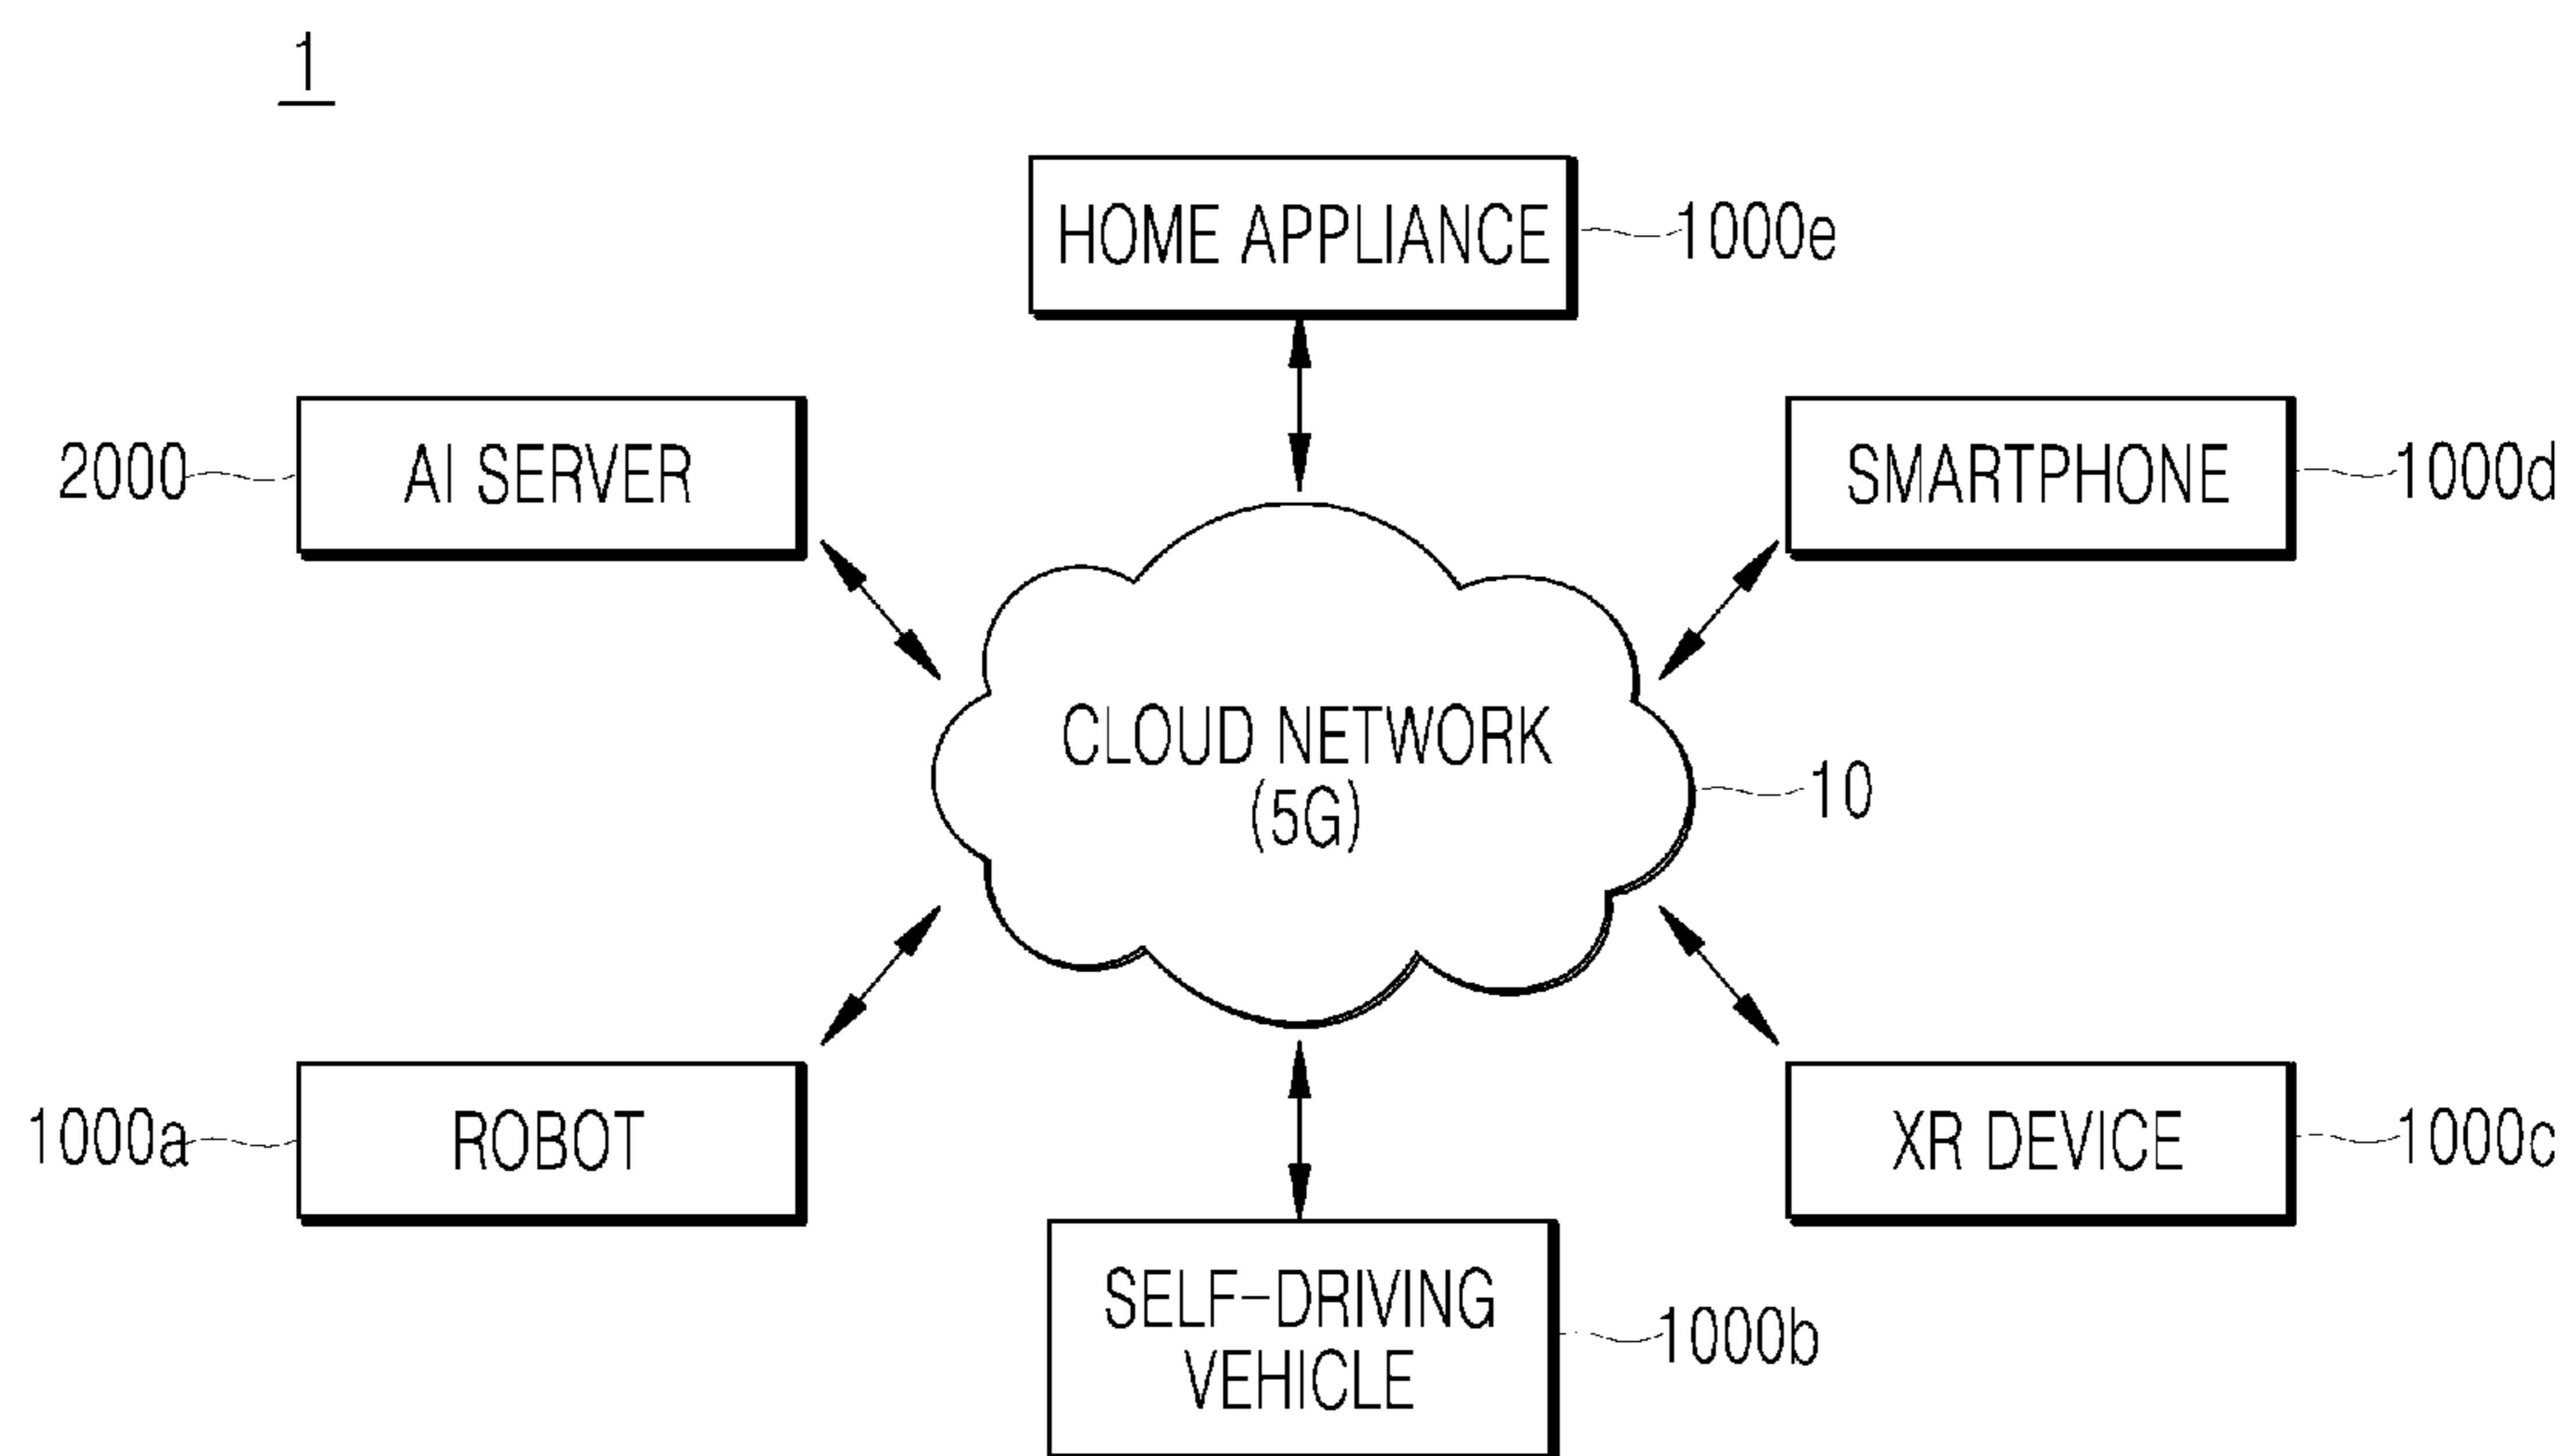 1
HOME APPLIANCE
1000e
2000
AI SERVER
SMARTPHONE
1000d
CLOUD NETWORK
(5G)
10
1000a
ROBOT
XR DEVICE
1000c
SELF-DRIVING
VEHICLE
1000b